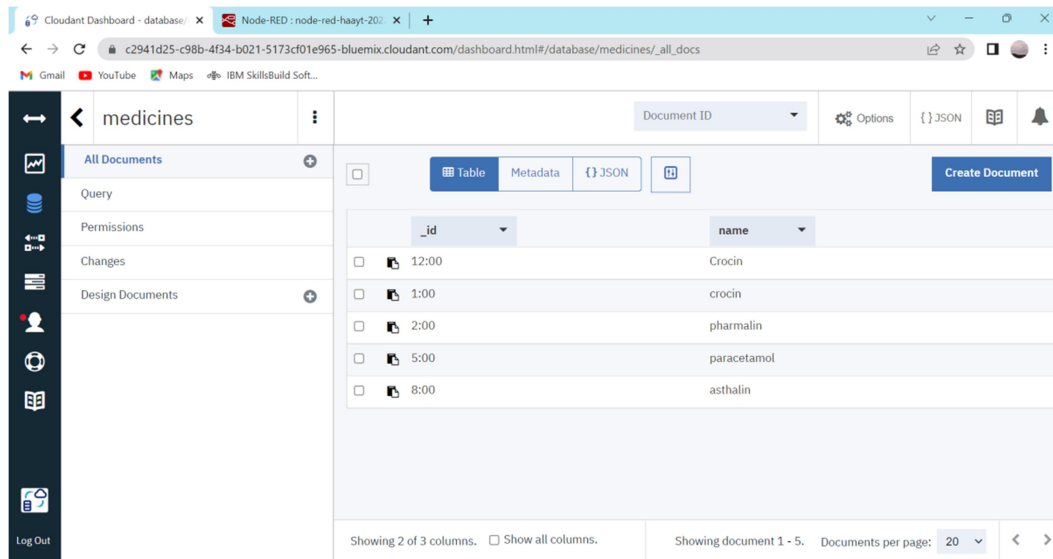 Cloudant Dashboard - database/
Node-RED : node-red-haayt-202
c2941d25-c98b-4f34-b021-5173cf01e965-bluemix.cloudant.com/dashboard.html#/database/medicines/_all_docs
Gmail YouTube Maps IBM SkillsBuild Soft...
medicines
Document ID
Options
{ } JSON
All Documents
Query
Permissions
Changes
Design Documents
Table Metadata {} JSON
Create Document
_id name
12:00 Crocin
1:00 crocin
2:00 pharmalin
5:00 paracetamol
8:00 asthalin
Log Out
Showing 2 of 3 columns. Show all columns.
Showing document 1 - 5. Documents per page: 20